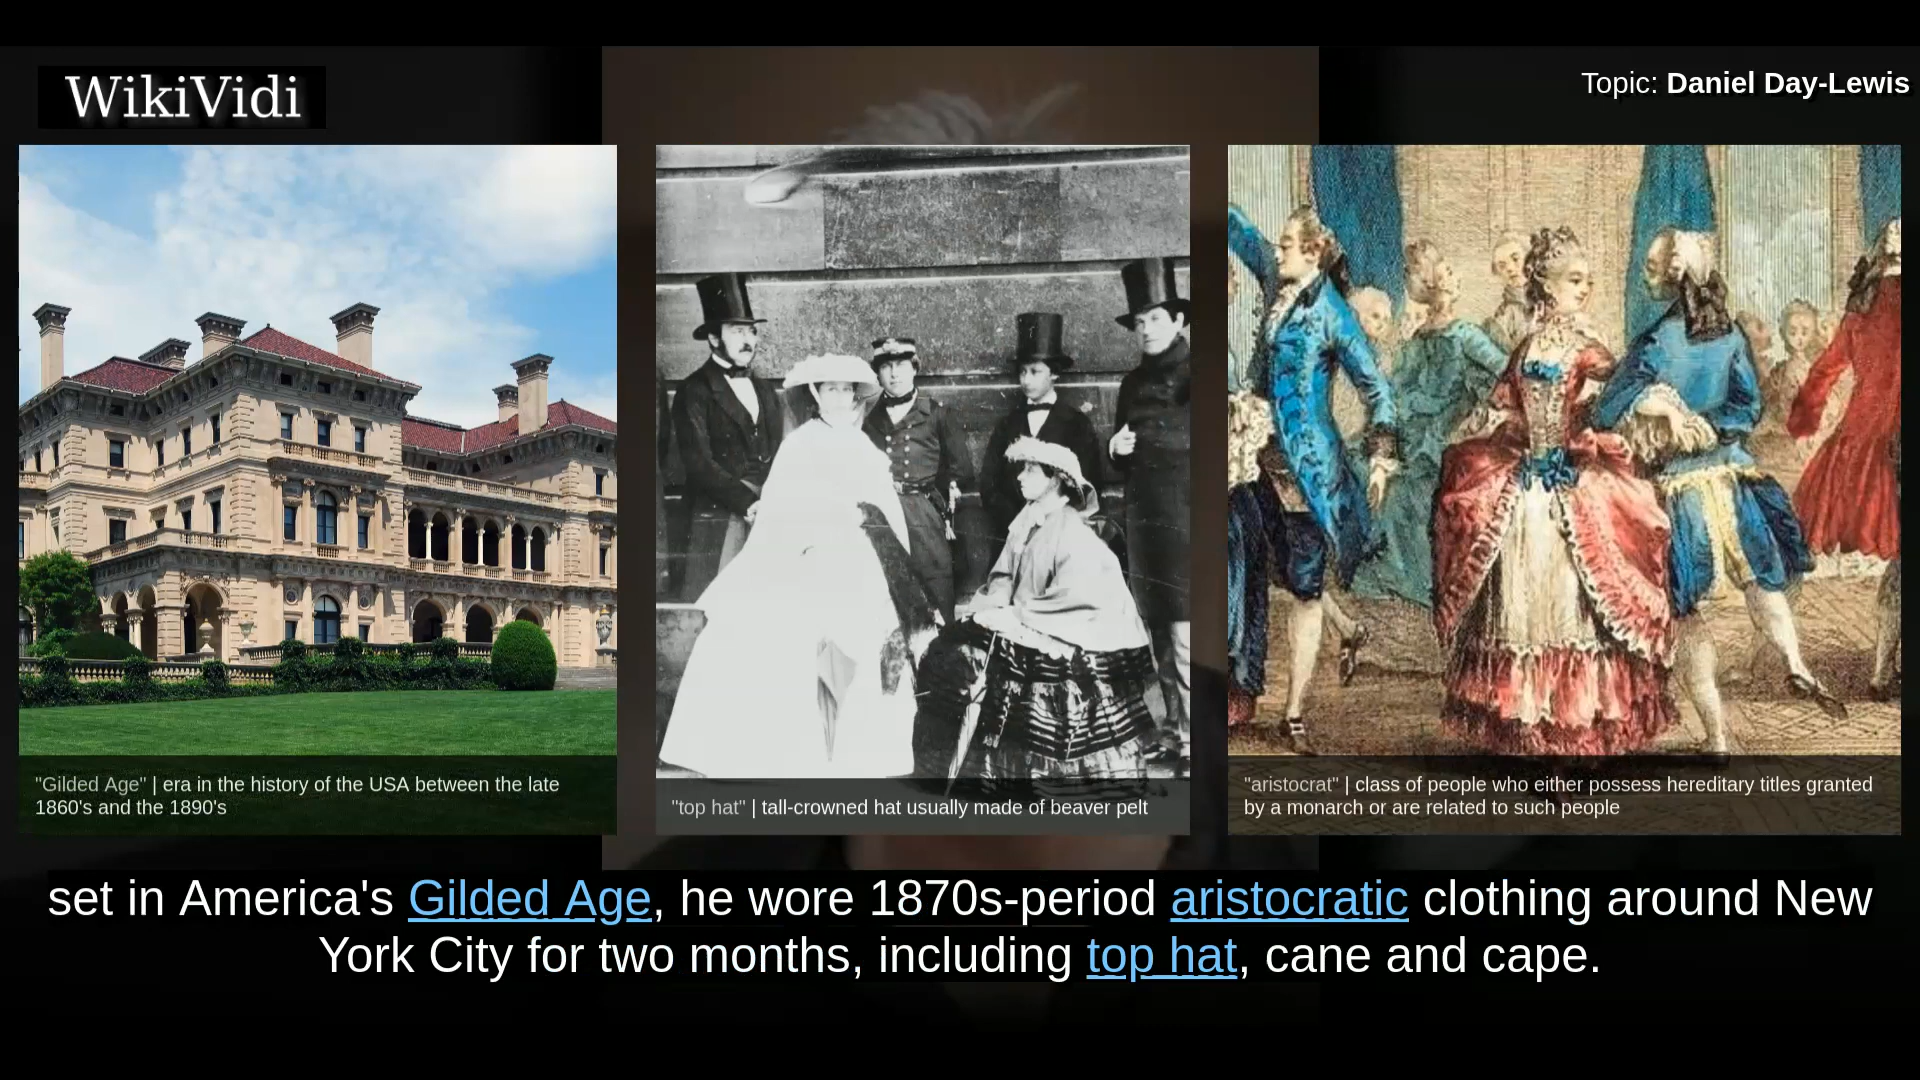 WikiVidi
Topic: Daniel Day-Lewis
"Gilded Age" | era in the history of the USA between the late
1860's and the 1890's
"top hat" | tall-crowned hat usually made of beaver pelt
"aristocrat" | class of people who either possess hereditary titles granted
by a monarch or are related to such people
set in America's Gilded Age, he wore 1870s-period aristocratic clothing around New
York City for two months, including top hat, cane and cape.